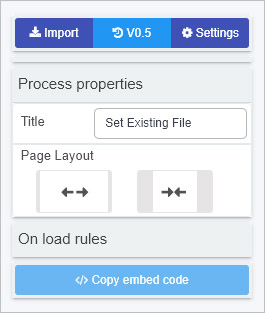 Import V0.5 Settings
Process properties
Title Set Existing File
Page Layout
On load rules
</> Copy embed code